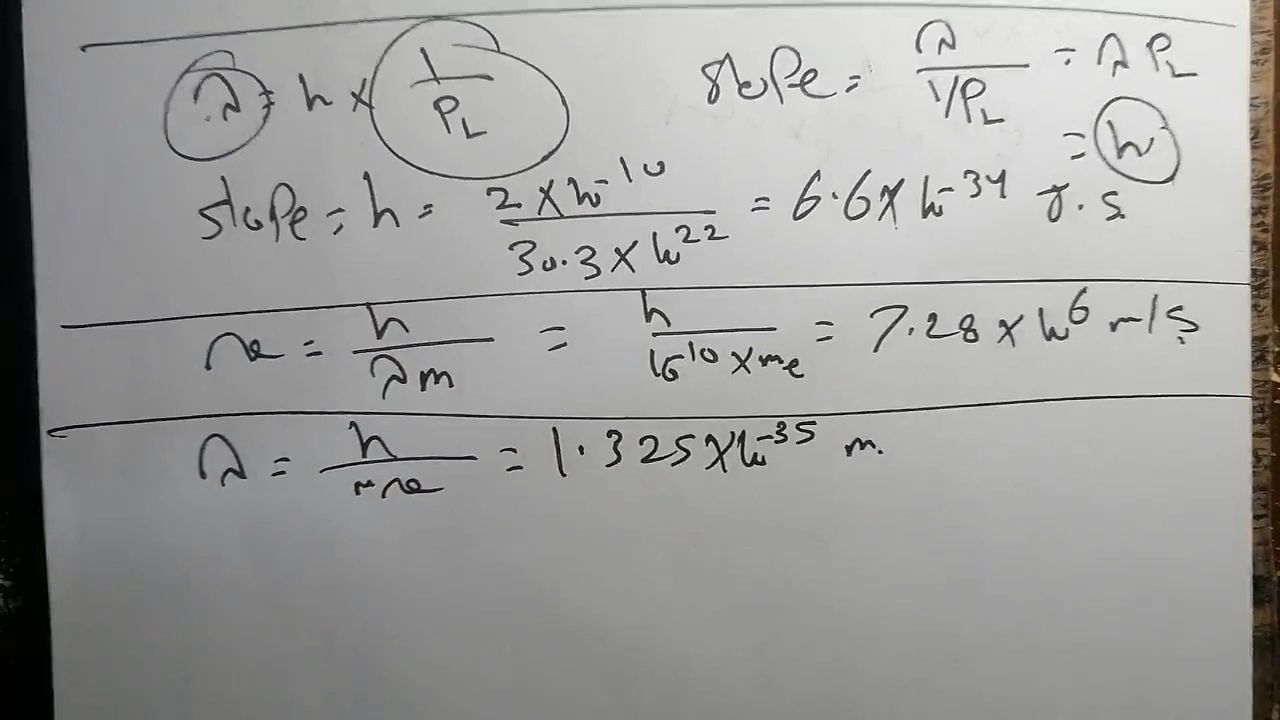 λ = h × 1/P_L slope = λ/(1/P_L) = λ P_L
= h
slope = h = (2 × 10^-10)/(30.3 × 10^22) = 6.6 × 10^-34 J.s.
v = h/(λm) = h/(10^10 × m_e) = 7.28 × 10^6 m/s
λ = h/(mv) = 1.325 × 10^-35 m.